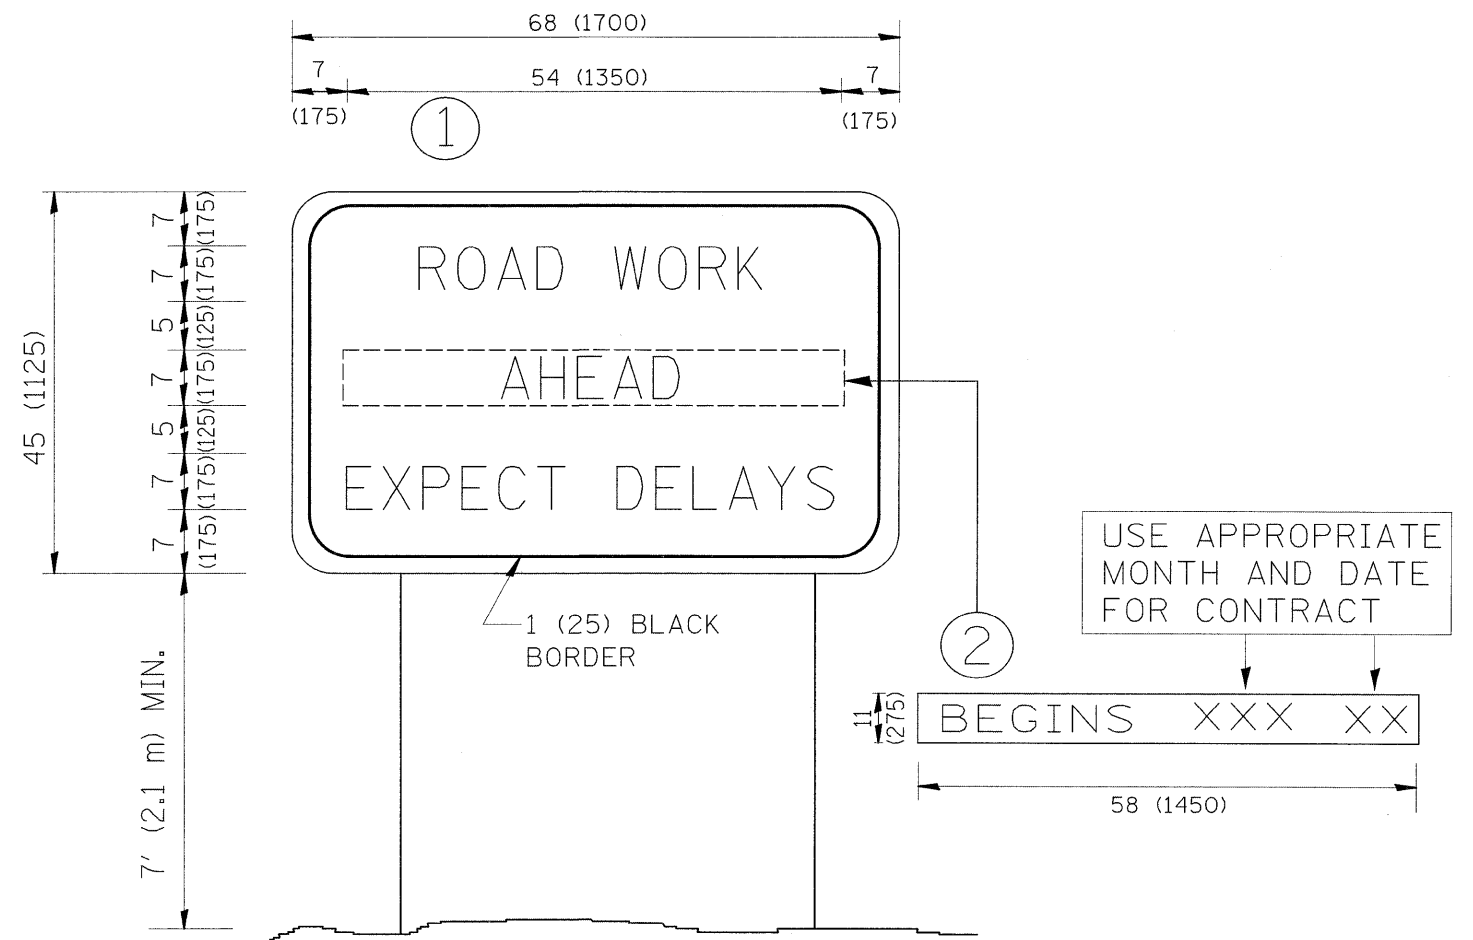 68 (1700)
7
54 (1350)
7
(175)
(175)
1
ROAD WORK
AHEAD
EXPECT DELAYS
45 (1125)
7 (175)
7 (175)
5 (125)
7 (175)
5 (125)
7 (175)
7 (175)
1 (25) BLACK
BORDER
7' (2.1 m) MIN.
2
USE APPROPRIATE
MONTH AND DATE
FOR CONTRACT
11
(275)
BEGINS XXX XX
58 (1450)